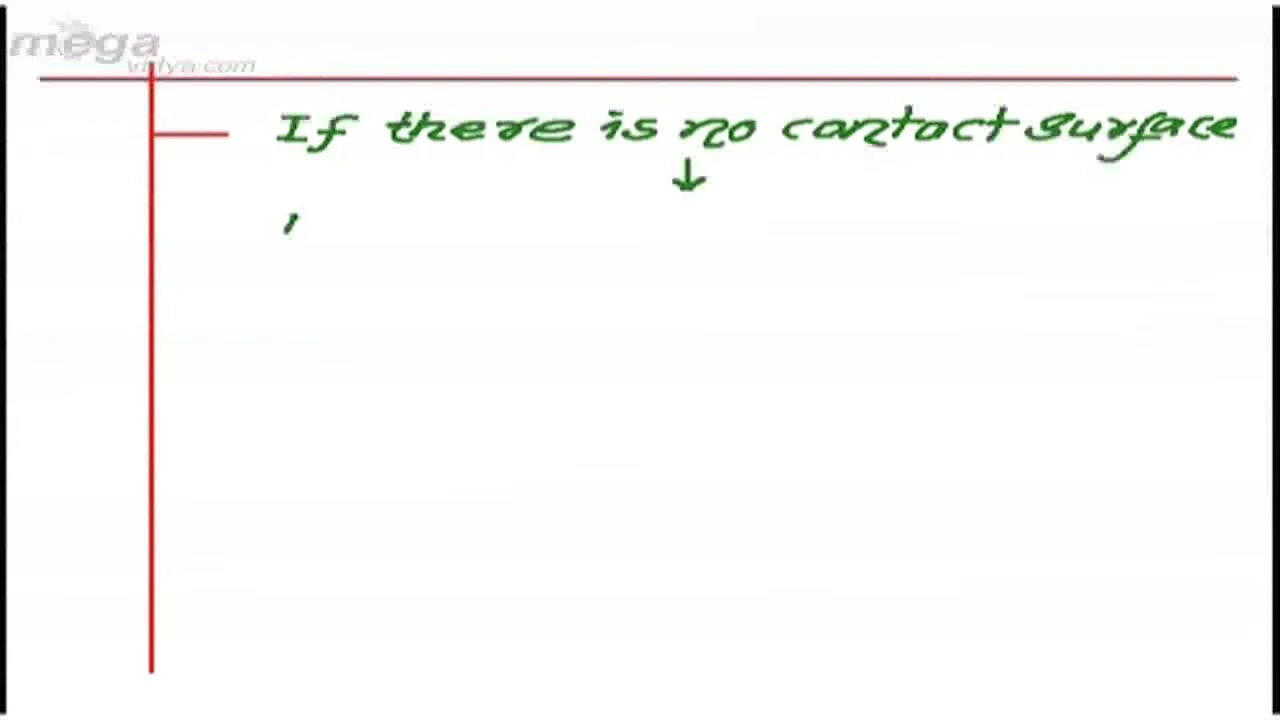 mega
vidya.com
If there is no contact surface
↓